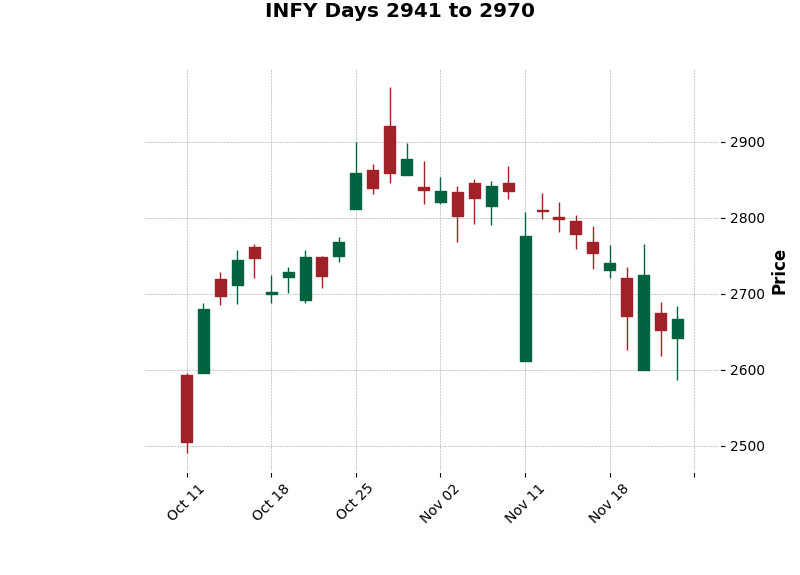 INFY Days 2941 to 2970
2900
2800
2700
2600
2500
Price
Oct 11
Oct 18
Oct 25
Nov 02
Nov 11
Nov 18